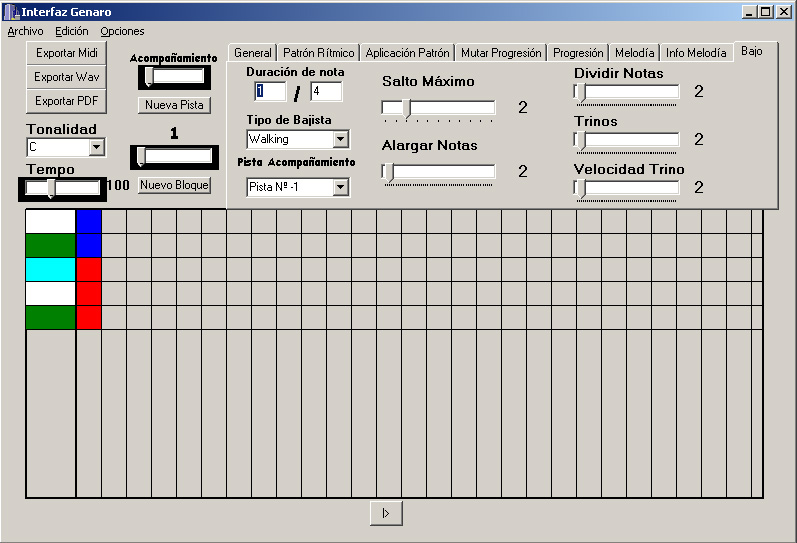 Interfaz Genaro
Archivo Edición Opciones
Exportar Midi
Exportar Wav
Exportar PDF
Tonalidad
C
Tempo
100
Acompañamiento
Nueva Pista
1
Nuevo Bloque
General Patrón Rítmico Aplicación Patrón Mutar Progresión Progresión Melodía Info Melodía Bajo
Duración de nota
1 / 4
Tipo de Bajista
Walking
Pista Acompañamiento
Pista Nº -1
Salto Máximo
2
Alargar Notas
2
Dividir Notas
2
Trinos
2
Velocidad Trino
2